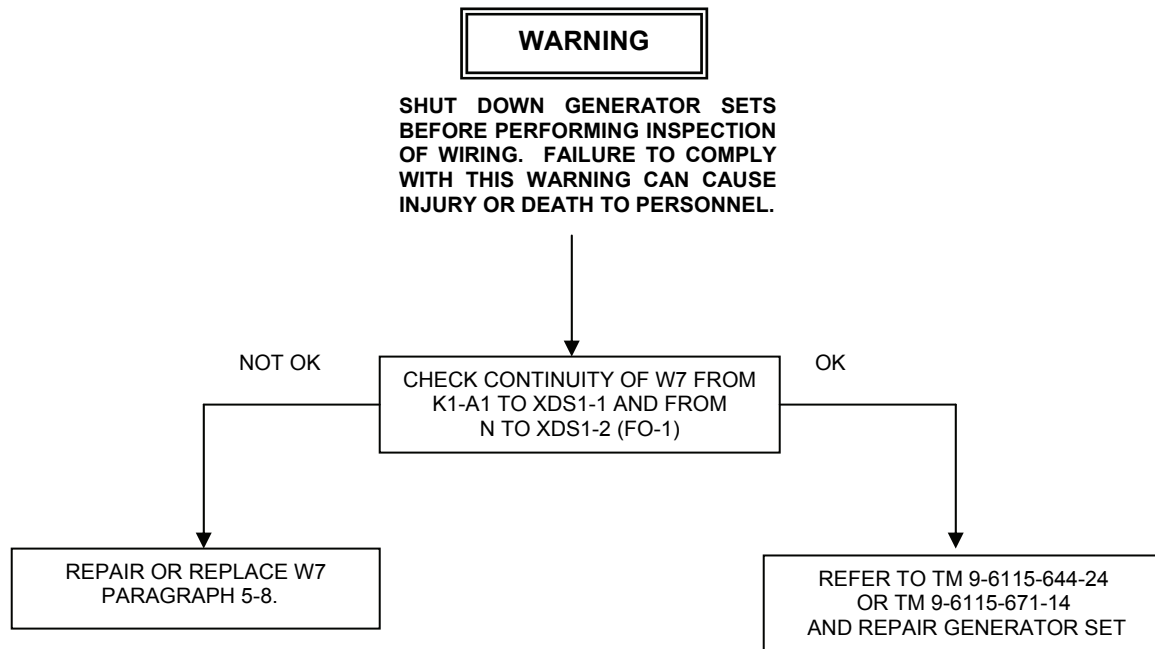 WARNING
SHUT DOWN GENERATOR SETS
BEFORE PERFORMING INSPECTION
OF WIRING. FAILURE TO COMPLY
WITH THIS WARNING CAN CAUSE
INJURY OR DEATH TO PERSONNEL.
NOT OK
OK
CHECK CONTINUITY OF W7 FROM
K1-A1 TO XDS1-1 AND FROM
N TO XDS1-2 (FO-1)
REPAIR OR REPLACE W7
PARAGRAPH 5-8.
REFER TO TM 9-6115-644-24
OR TM 9-6115-671-14
AND REPAIR GENERATOR SET